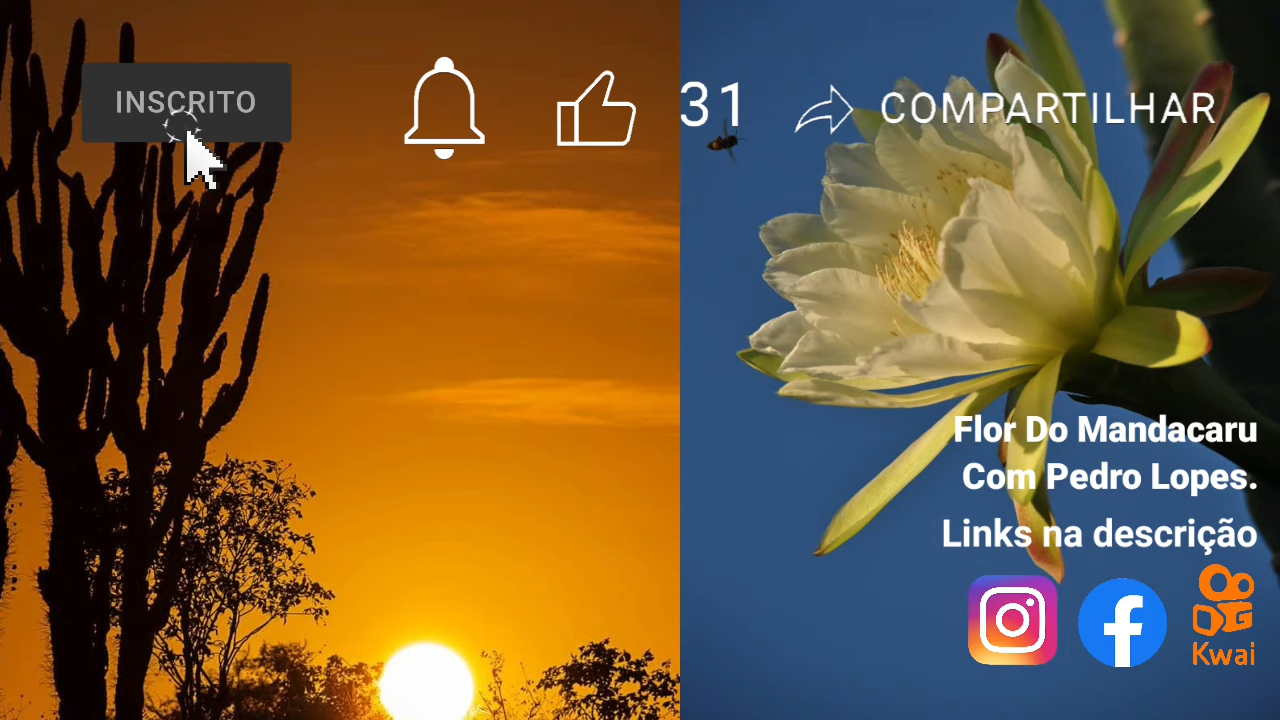 INSCRITO
31
COMPARTILHAR
Flor Do Mandacaru
Com Pedro Lopes.
Links na descrição
Kwai